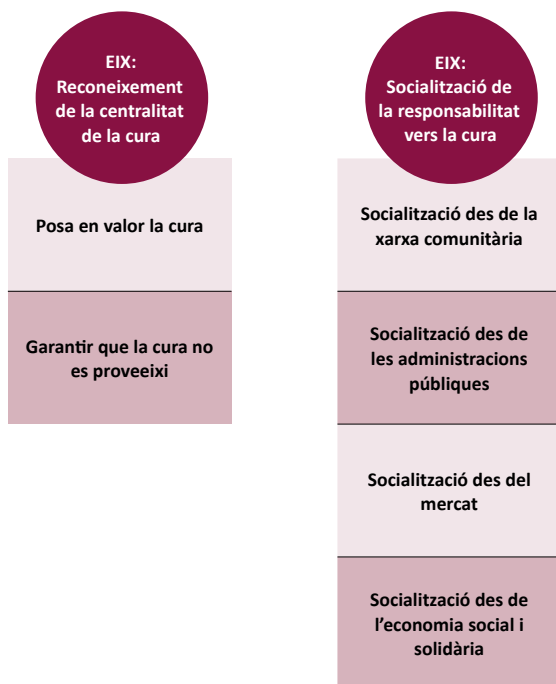 EIX:
Reconeixement
de la centralitat
de la cura
Posa en valor la cura
Garantir que la cura no
es proveeixi
EIX:
Socialització de
la responsabilitat
vers la cura
Socialització des de la
xarxa comunitària
Socialització des de
les administracions
públiques
Socialització des del
mercat
Socialització des de
l’economia social i
solidària